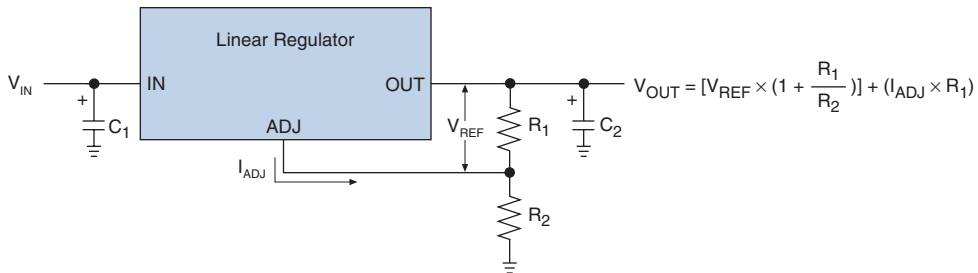 Linear Regulator
V_IN
IN
OUT
V_OUT = [V_REF × (1 + R_1/R_2 )] + (I_ADJ × R_1)
+
C_1
ADJ
V_REF
R_1
+
C_2
I_ADJ
R_2